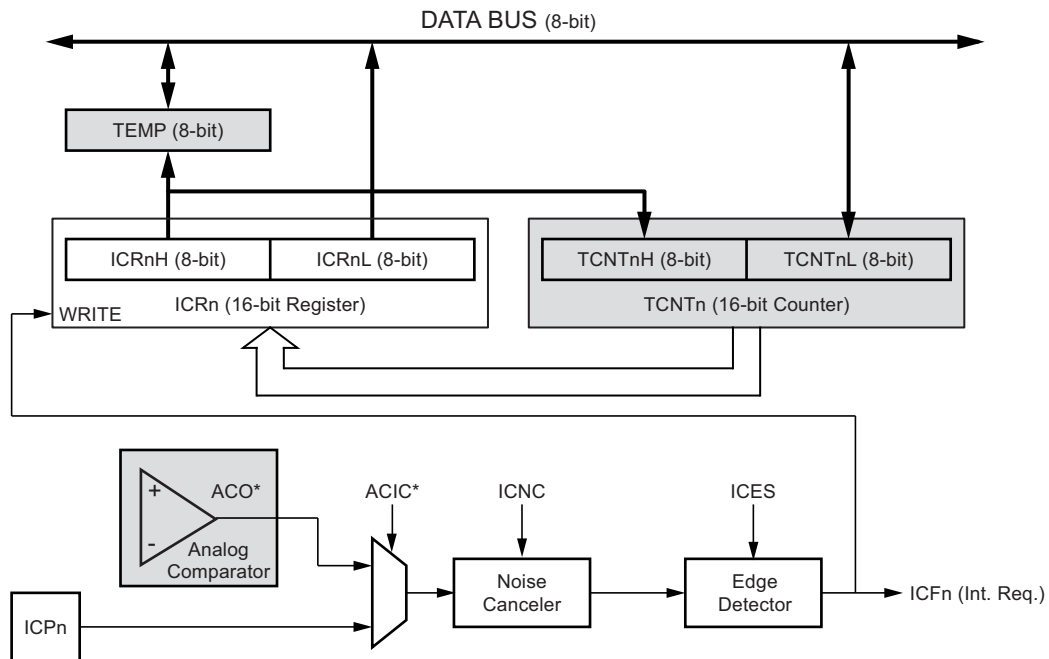 DATA BUS (8-bit)
TEMP (8-bit)
ICRnH (8-bit)
ICRnL (8-bit)
TCNTnH (8-bit)
TCNTnL (8-bit)
WRITE
ICRn (16-bit Register)
TCNTn (16-bit Counter)
+
-
ACO*
Analog
Comparator
ACIC*
ICNC
ICES
Noise
Canceler
Edge
Detector
ICFn (Int. Req.)
ICPn